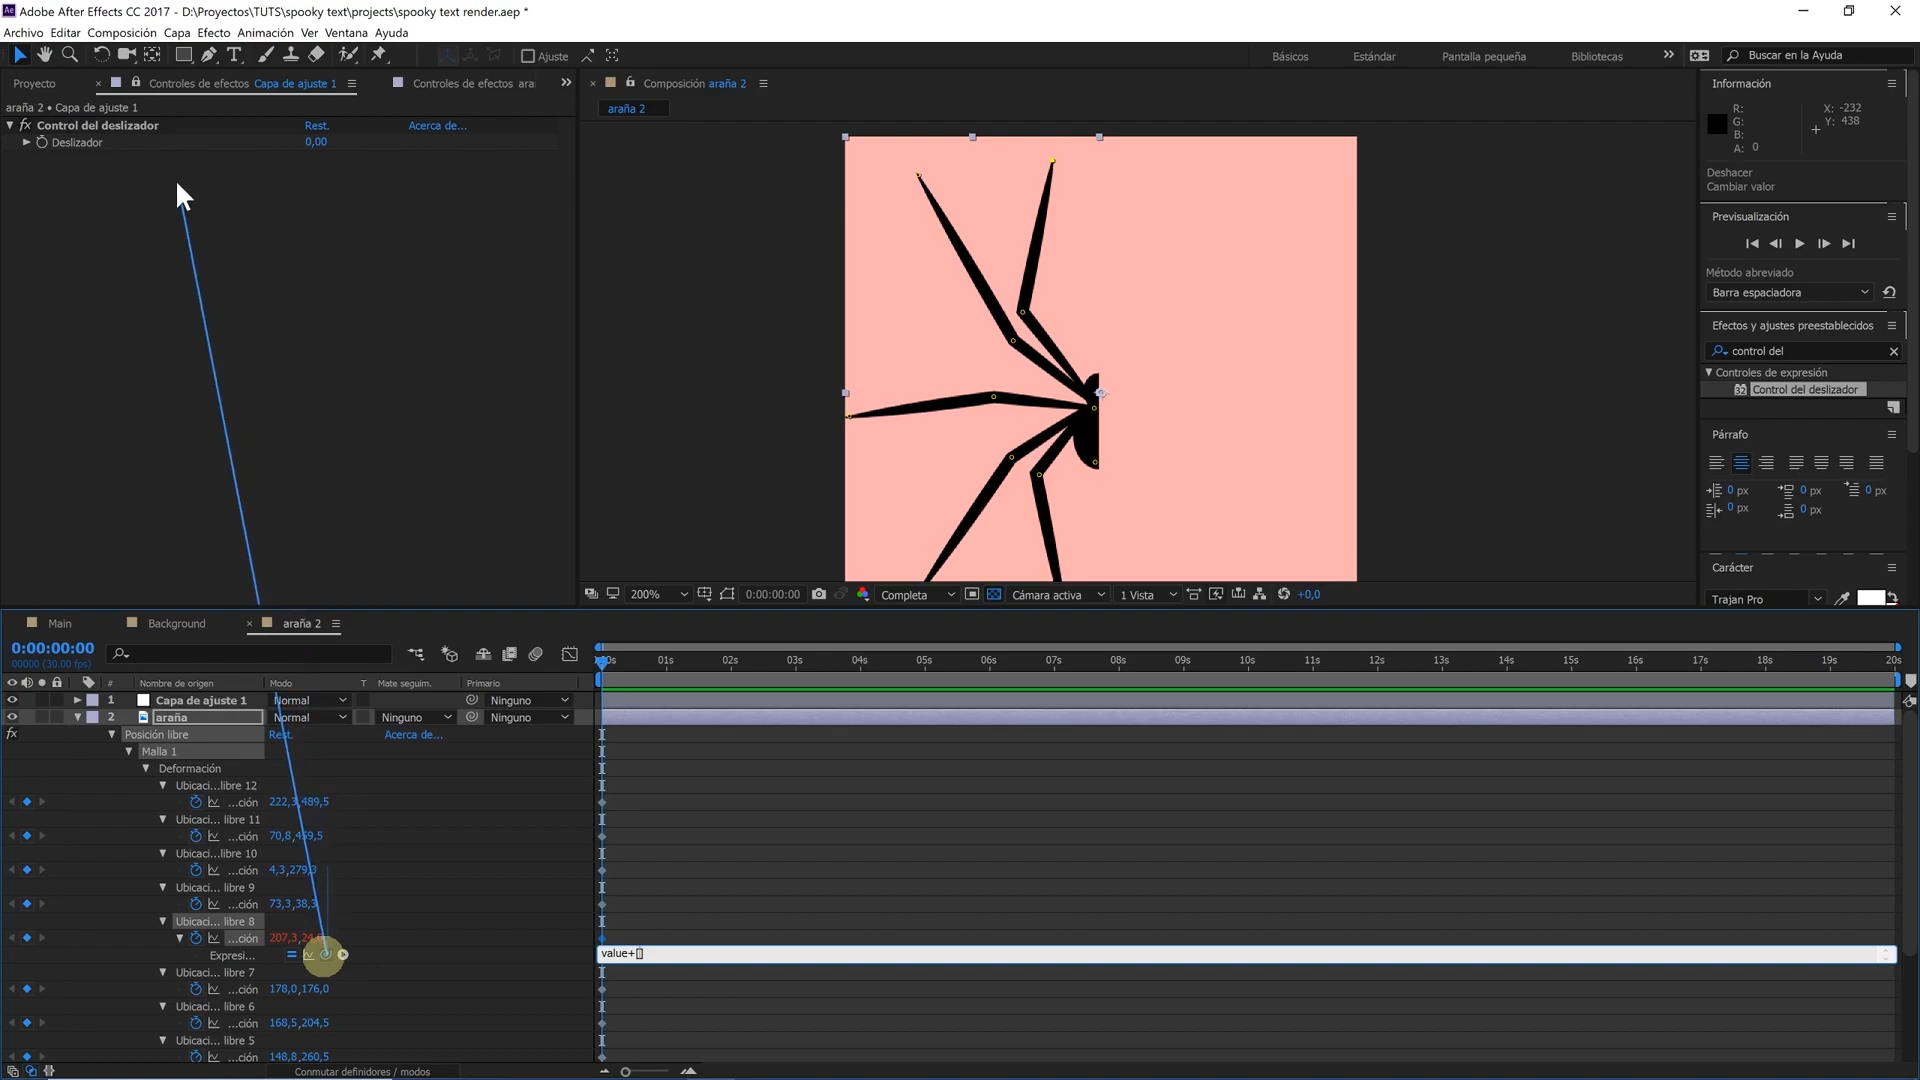 Adobe After Effects CC 2017 - D:\Proyectos\TUTS\spooky text\projects\spooky text render.aep *
Archivo Editar Composición Capa Efecto Animación Ver Ventana Ayuda
Ajuste
Básicos Estándar Pantalla pequeña Bibliotecas
Buscar en la Ayuda
Proyecto
Controles de efectos Capa de ajuste 1
Controles de efectos ara
araña 2 • Capa de ajuste 1
fx Control del deslizador Rest. Acerca de...
Deslizador 0,00
Composición araña 2
araña 2
200% 0:00:00:00 Completa Cámara activa 1 Vista +0,0
Información
R:
G:
B:
A: 0
X: -232
Y: 438
Deshacer
Cambiar valor
Previsualización
Método abreviado
Barra espaciadora
Efectos y ajustes preestablecidos
control del
Controles de expresión
32 Control del deslizador
Párrafo
0 px 0 px 0 px
0 px 0 px
Carácter
Trajan Pro
Main Background araña 2
0:00:00:00
00000 (30.00 fps)
# Nombre de origen Modo T Mate seguim. Primario
00s 01s 02s 03s 04s 05s 06s 07s 08s 09s 10s 11s 12s 13s 14s 15s 16s 17s 18s 19s 20s
1 Capa de ajuste 1 Normal Ninguno
2 araña Normal Ninguno Ninguno
fx Posición libre Rest. Acerca de...
Malla 1
Deformación
Ubicaci...libre 12
...ción 222,3,489,5
Ubicaci...libre 11
...ción 70,8,459,5
Ubicaci...libre 10
...ción 4,3,279,3
Ubicaci... libre 9
...ción 73,3,38,3
Ubicaci... libre 8
...ción
Expresi... value+[]
Ubicaci... libre 7
...ción 178,0,176,0
Ubicaci... libre 6
...ción 168,5,204,5
Ubicaci... libre 5
...ción 148,8,260,5
Conmutar definidores / modos